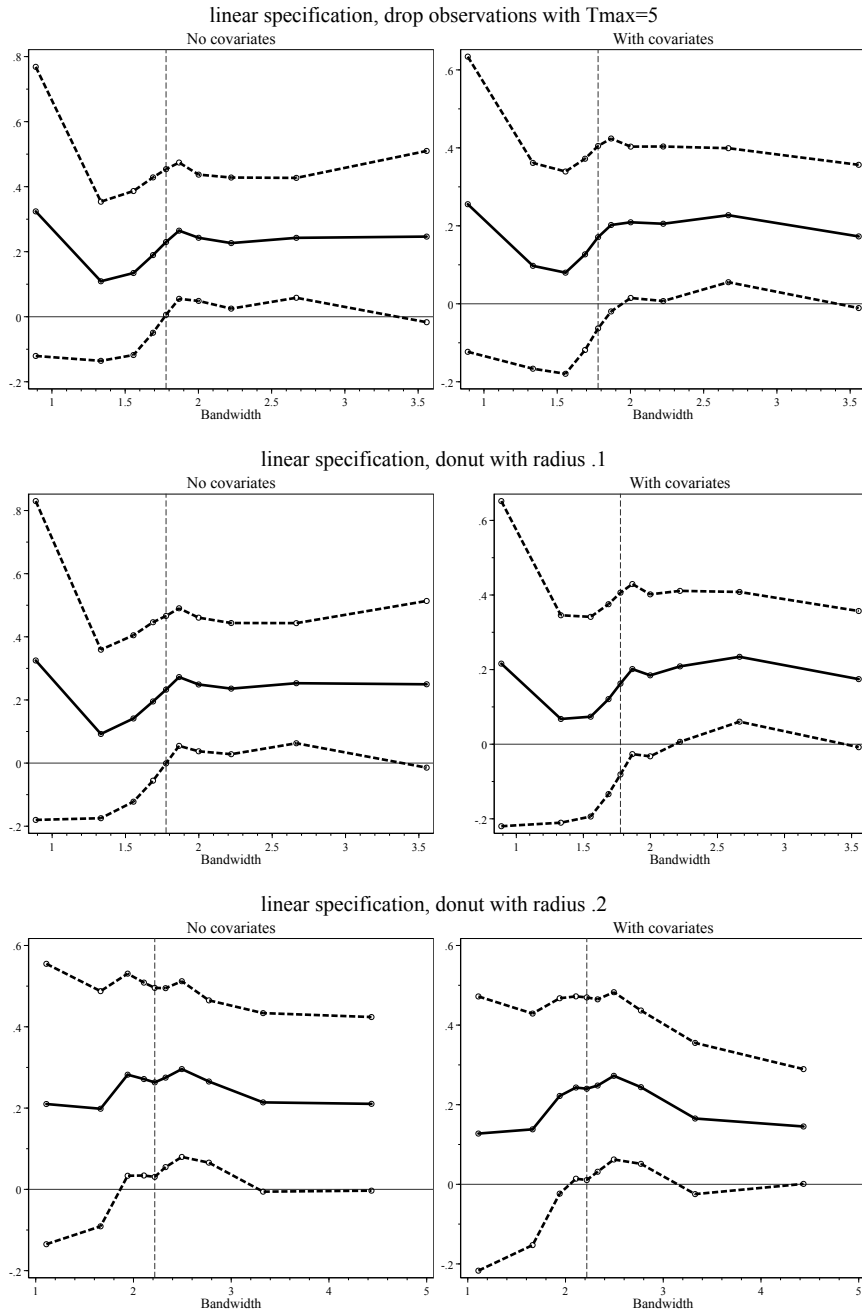 linear specification, drop observations with Tmax=5
No covariates
With covariates
.8
.6
.4
.2
0
-.2
1 1.5 2 2.5 3 3.5
Bandwidth
.6
.4
.2
0
-.2
1 1.5 2 2.5 3 3.5
Bandwidth
linear specification, donut with radius .1
No covariates
With covariates
.8
.6
.4
.2
0
-.2
1 1.5 2 2.5 3 3.5
Bandwidth
.6
.4
.2
0
-.2
1 1.5 2 2.5 3 3.5
Bandwidth
linear specification, donut with radius .2
No covariates
With covariates
.6
.4
.2
0
-.2
1 2 3 4 5
Bandwidth
.6
.4
.2
0
-.2
1 2 3 4 5
Bandwidth